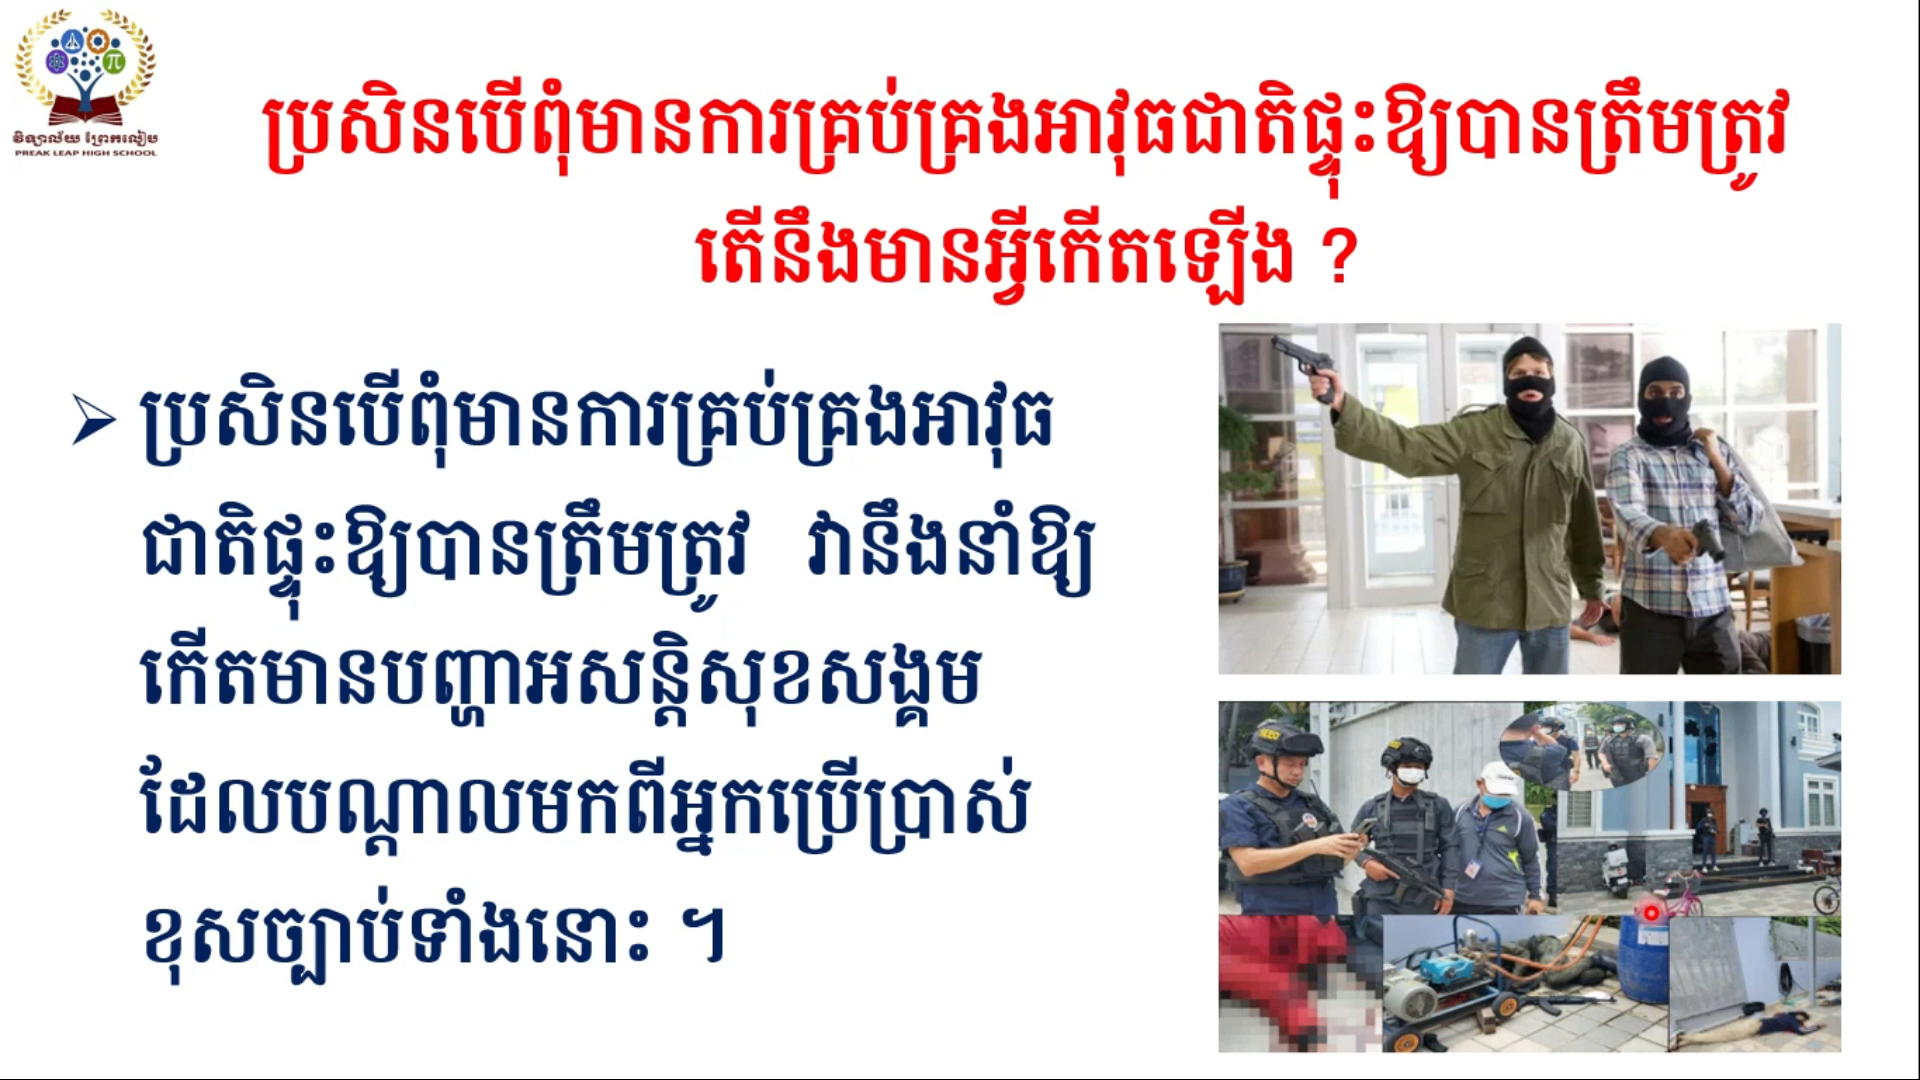 វិទ្យាល័យ ព្រែកលៀប
PREAK LEAP HIGH SCHOOL
ប្រសិនបើពុំមានការគ្រប់គ្រងអាវុធជាតិផ្ទុះឱ្យបានត្រឹមត្រូវ
តើនឹងមានអ្វីកើតឡើង ?
ប្រសិនបើពុំមានការគ្រប់គ្រងអាវុធ
ជាតិផ្ទុះឱ្យបានត្រឹមត្រូវ វានឹងនាំឱ្យ
កើតមានបញ្ហាអសន្តិសុខសង្គម
ដែលបណ្តាលមកពីអ្នកប្រើប្រាស់
ខុសច្បាប់ទាំងនោះ ។